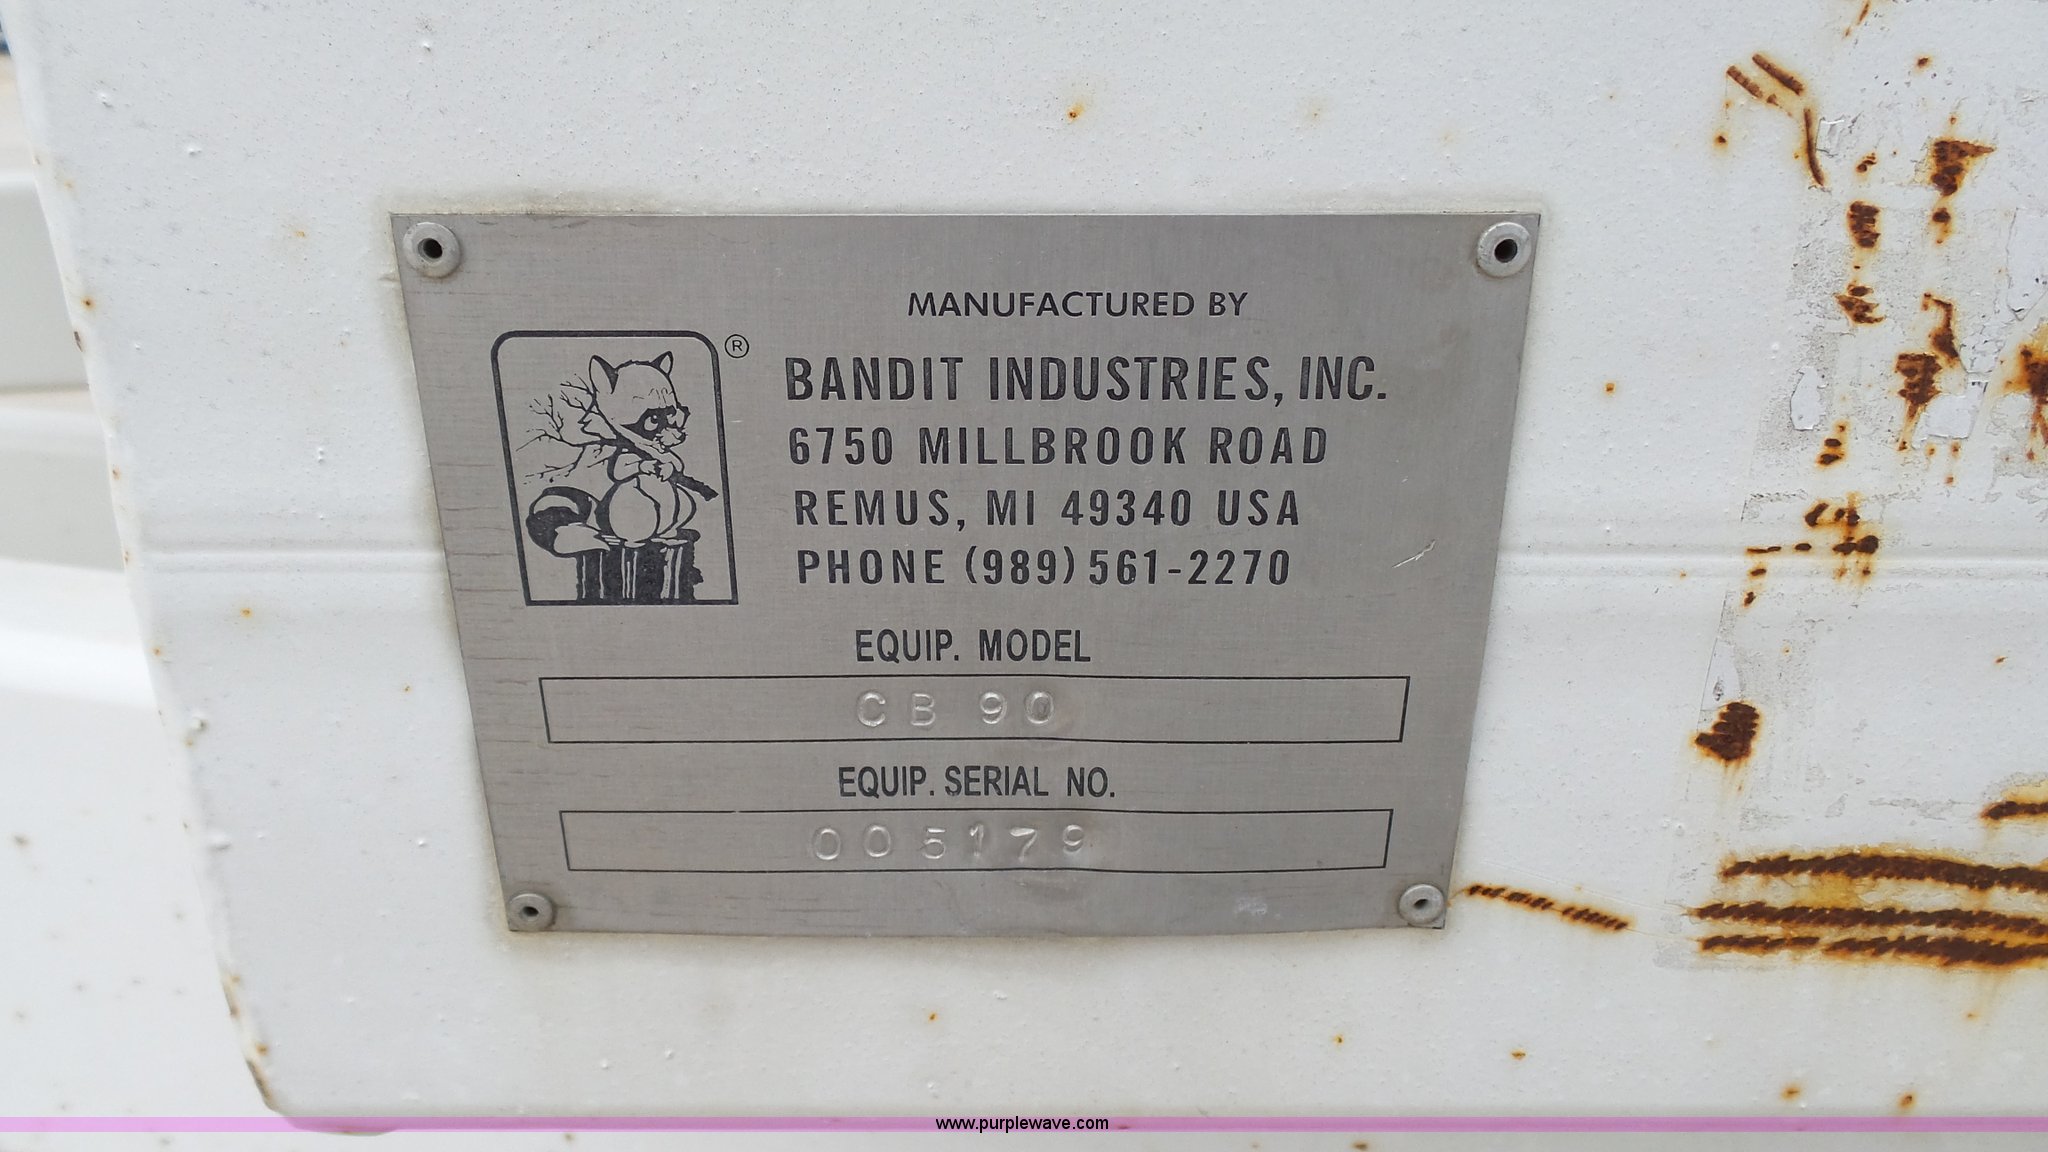 MANUFACTURED BY
®
BANDIT INDUSTRIES, INC.
6750 MILLBROOK ROAD
REMUS, MI 49340 USA
PHONE (989) 561-2270
EQUIP. MODEL
CB 90
EQUIP. SERIAL NO.
005179
www.purplewave.com